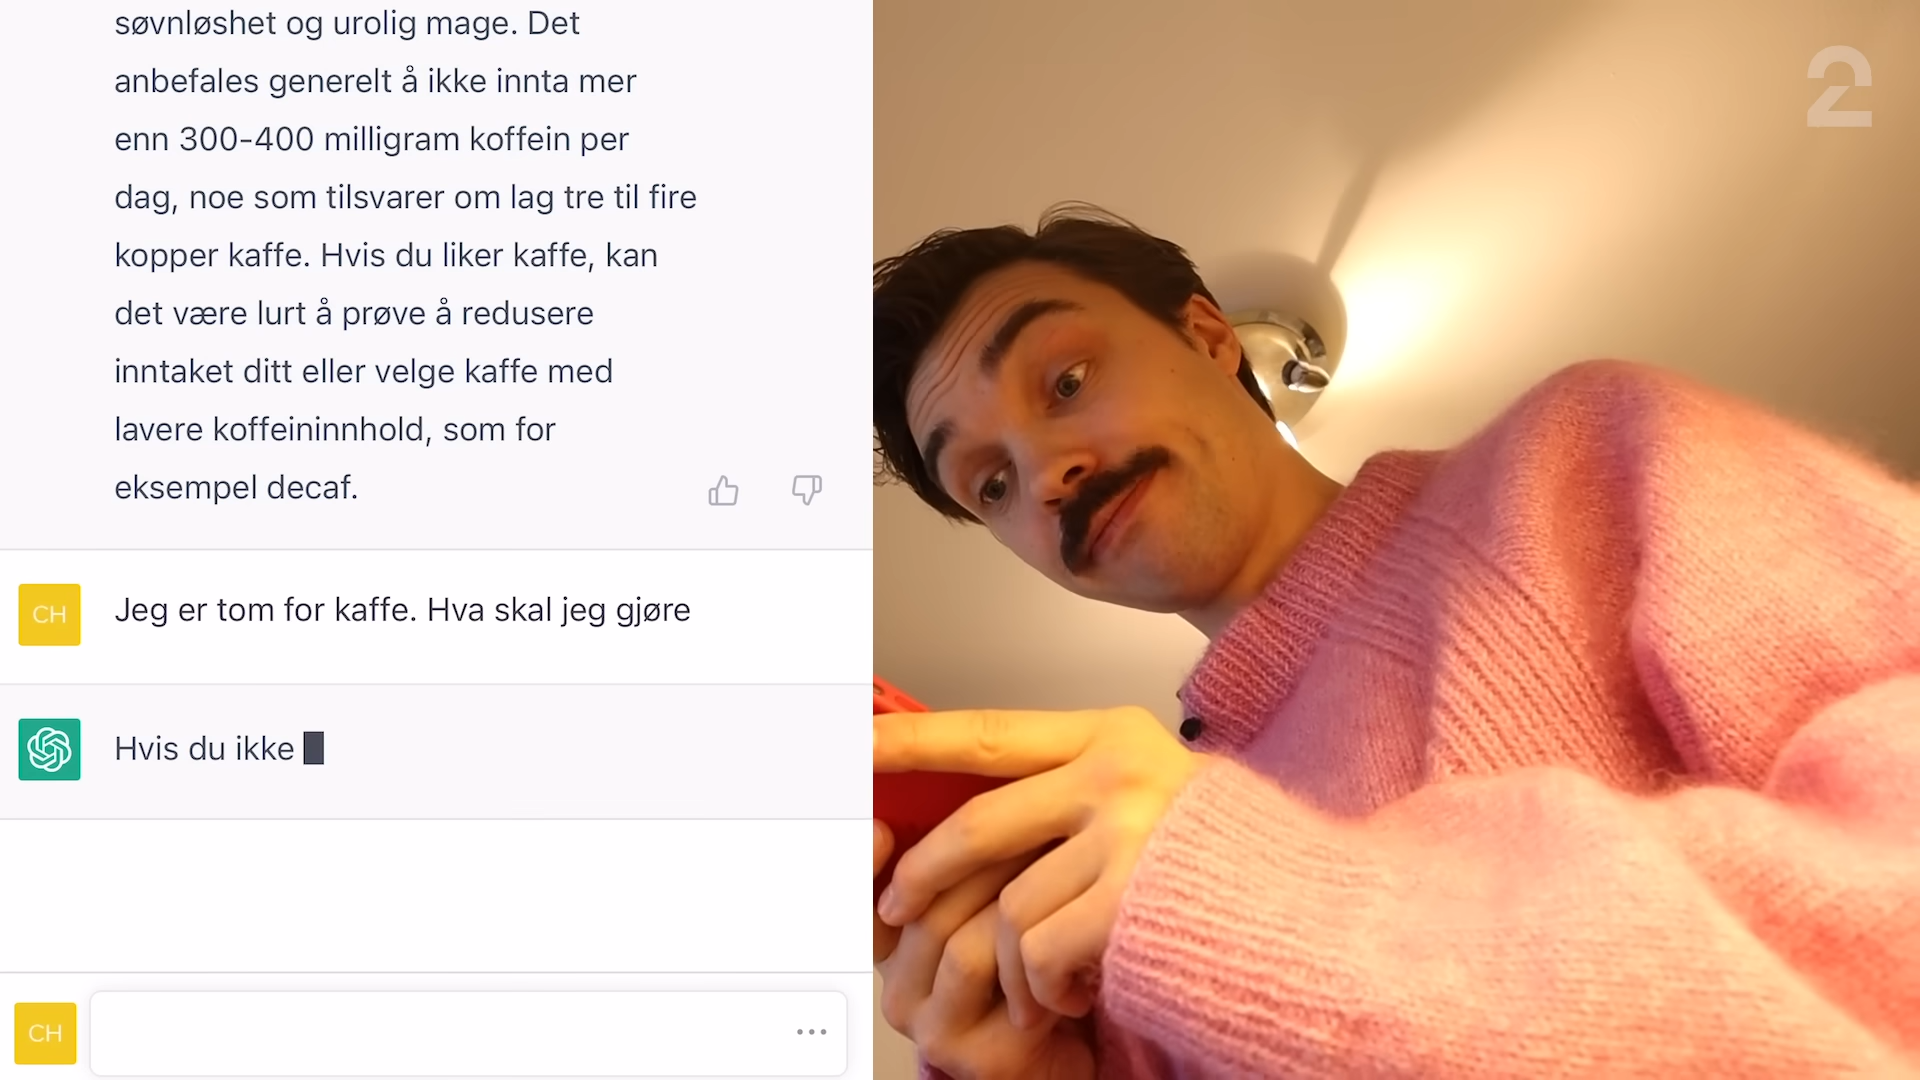 søvnløshet og urolig mage. Det
anbefales generelt å ikke innta mer
enn 300-400 milligram koffein per
dag, noe som tilsvarer om lag tre til fire
kopper kaffe. Hvis du liker kaffe, kan
det være lurt å prøve å redusere
inntaket ditt eller velge kaffe med
lavere koffeininnhold, som for
eksempel decaf.
CH
Jeg er tom for kaffe. Hva skal jeg gjøre
Hvis du ikke
CH
2